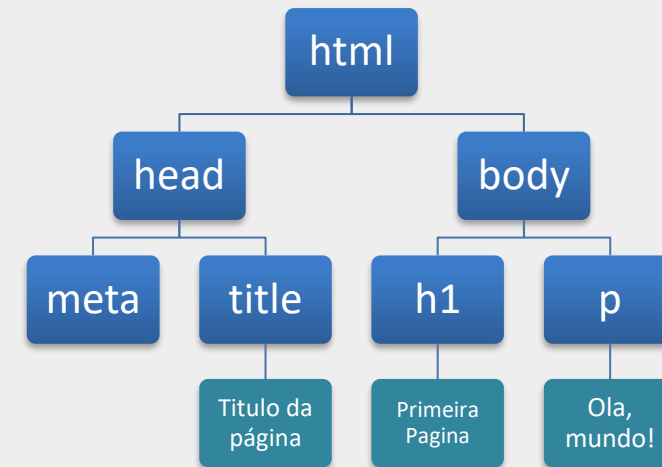 html
head
body
meta
title
h1
p
Titulo da
página
Primeira
Pagina
Ola,
mundo!